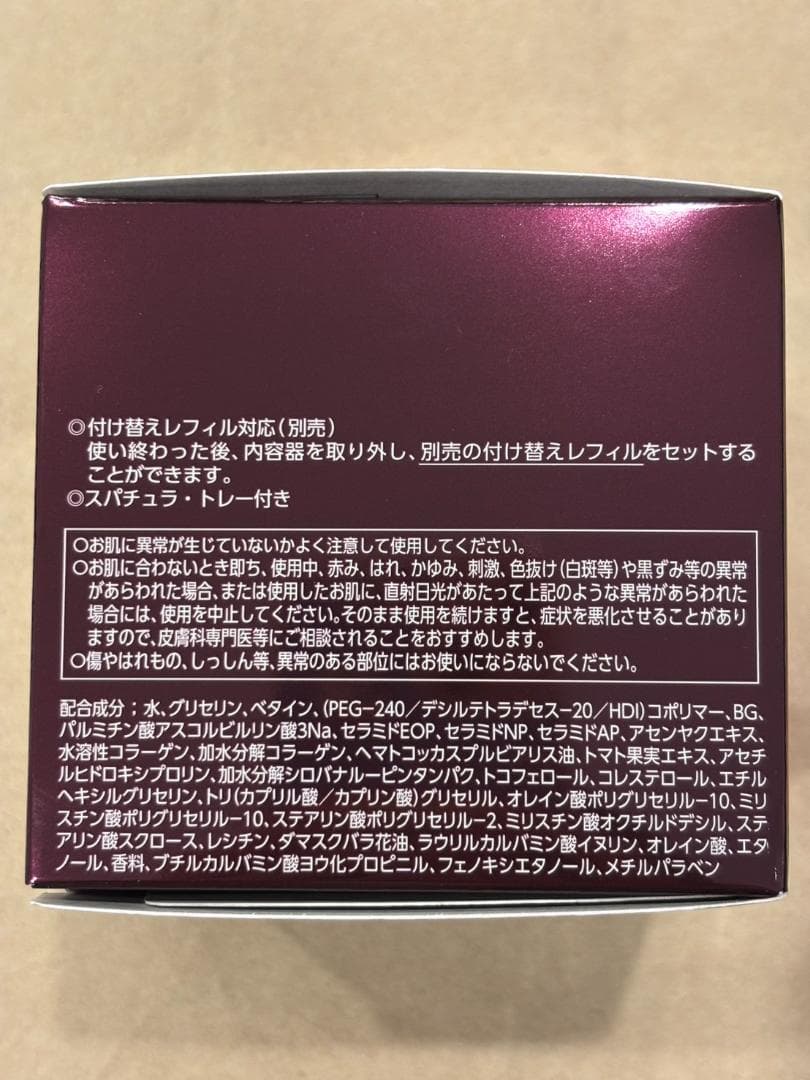 ◎付け替えレフィル対応（別売）
使い終わった後、内容器を取り外し、別売の付け替えレフィルをセットする
ことができます。
◎スパチュラ・トレー付き
○お肌に異常が生じていないかよく注意して使用してください。
○お肌に合わないとき即ち、使用中、赤み、はれ、かゆみ、刺激、色抜け（白斑等）や黒ずみ等の異常
があらわれた場合、または使用したお肌に、直射日光があたって上記のような異常があらわれた
場合には、使用を中止してください。そのまま使用を続けますと、症状を悪化させることがあり
ますので、皮膚科専門医等にご相談されることをおすすめします。
○傷やはれもの、しっしん等、異常のある部位にはお使いにならないでください。
配合成分：水、グリセリン、ベタイン、（PEG−240／デシルテトラデセス−20／HDI）コポリマー、BG、
パルミチン酸アスコルビルリン酸3Na、セラミドEOP、セラミドNP、セラミドAP、アセンヤクエキス、
水溶性コラーゲン、加水分解コラーゲン、ヘマトコッカスプルビアリス油、トマト果実エキス、アセチ
ルヒドロキシプロリン、加水分解シロバナルーピンタンパク、トコフェロール、コレステロール、エチル
ヘキシルグリセリン、トリ（カプリル酸／カプリン酸）グリセリル、オレイン酸ポリグリセリル−10、ミリ
スチン酸ポリグリセリル−10、ステアリン酸ポリグリセリル−2、ミリスチン酸オクチルドデシル、ステ
アリン酸スクロース、レシチン、ダマスクバラ花油、ラウリルカルバミン酸イヌリン、オレイン酸、エタ
ノール、香料、ブチルカルバミン酸ヨウ化プロピニル、フェノキシエタノール、メチルパラベン